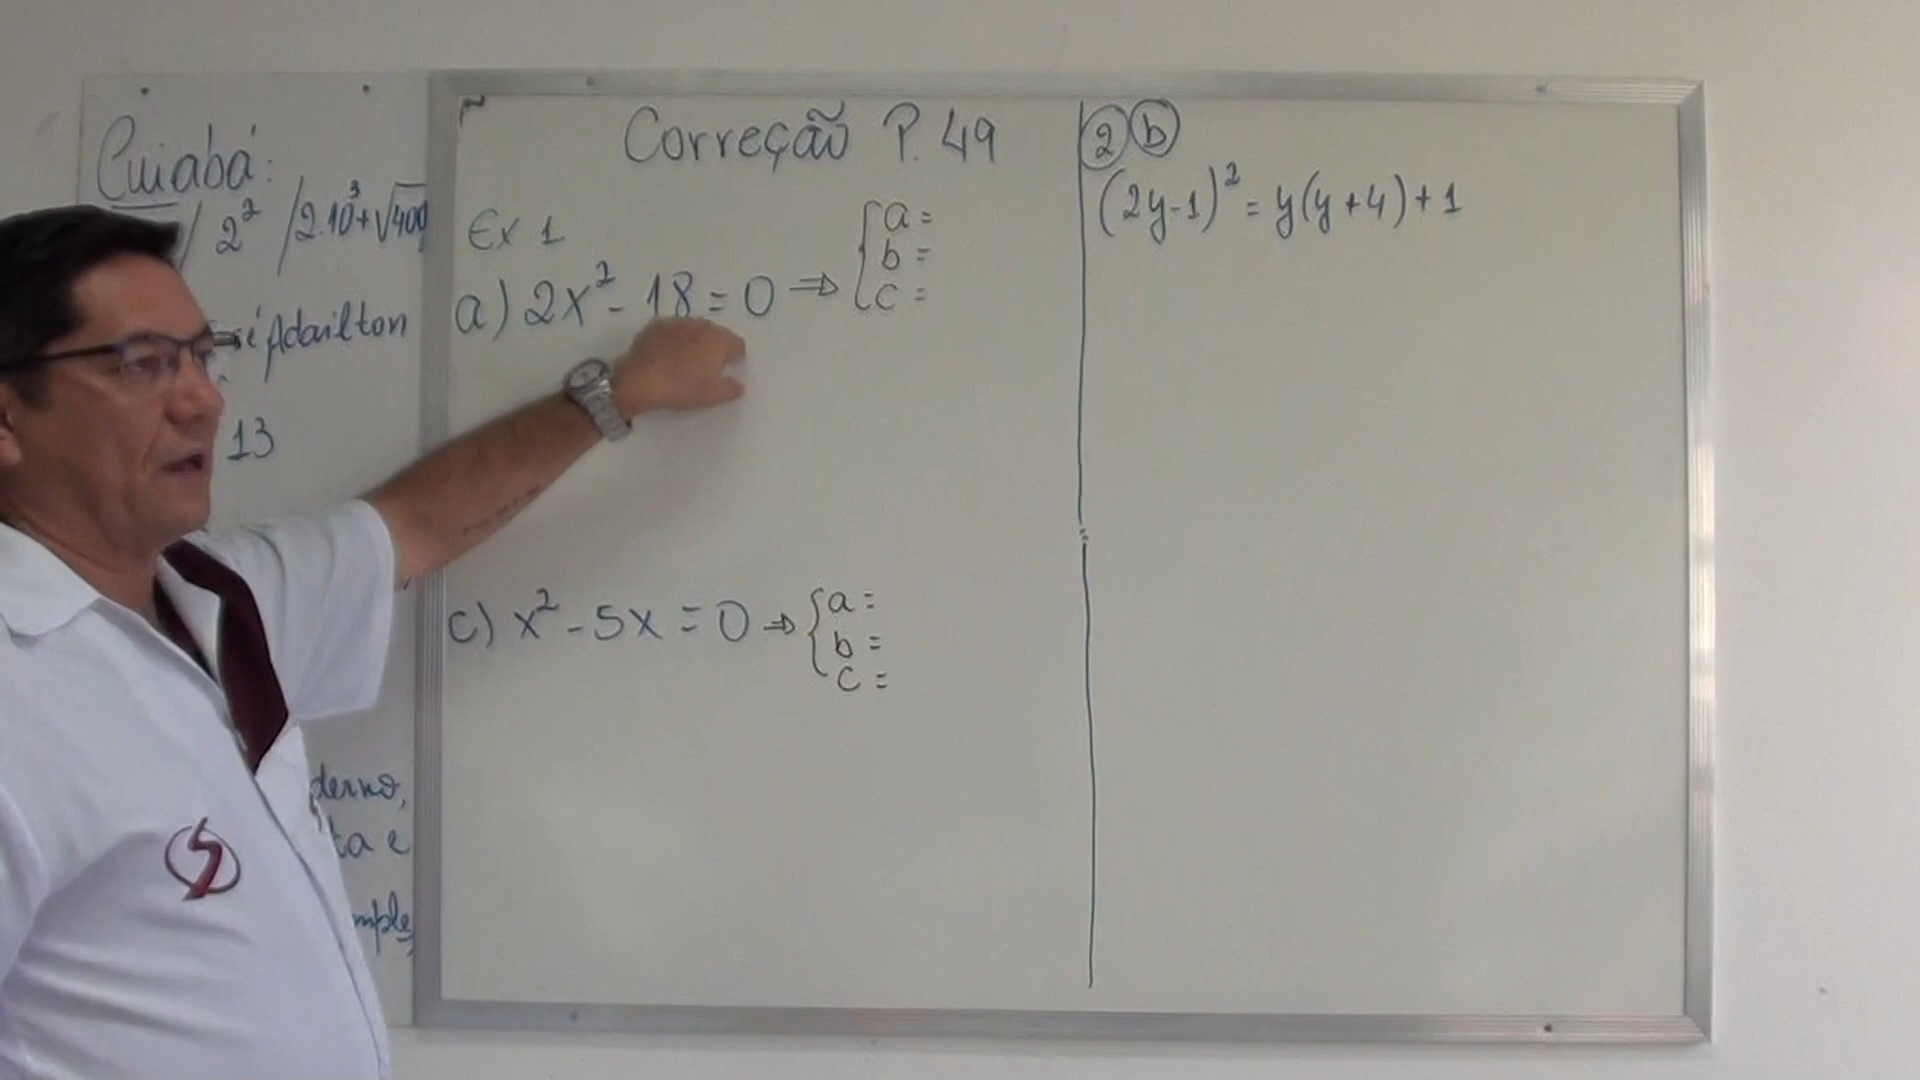 Cuiabá:
/ 2² / 2.10³+√400
é Adailton
13
Correção P. 49
Ex 1
a) 2x² - 18 = 0 ⇒ { a =
b =
c =
c) x² - 5x = 0 ⇒ { a =
b =
c =
2 b
(2y-1)² = y(y+4)+1